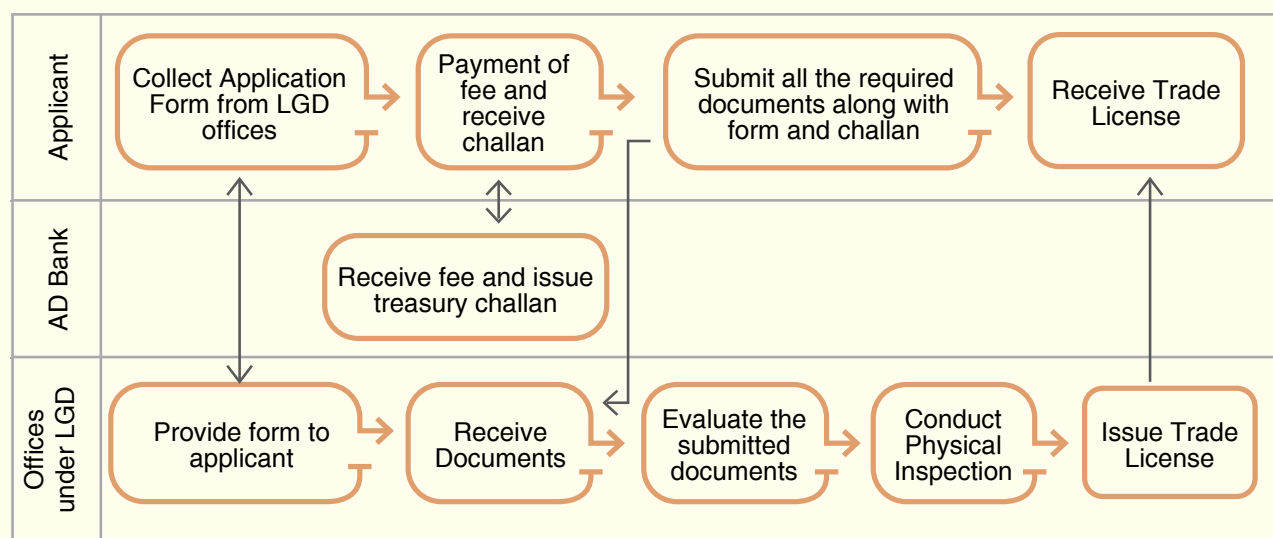 Applicant
Collect Application
Form from LGD
offices
Payment of
fee and
receive
challan
Submit all the required
documents along with
form and challan
Receive Trade
License
AD Bank
Receive fee and issue
treasury challan
Offices
under LGD
Provide form to
applicant
Receive
Documents
Evaluate the
submitted
documents
Conduct
Physical
Inspection
Issue Trade
License